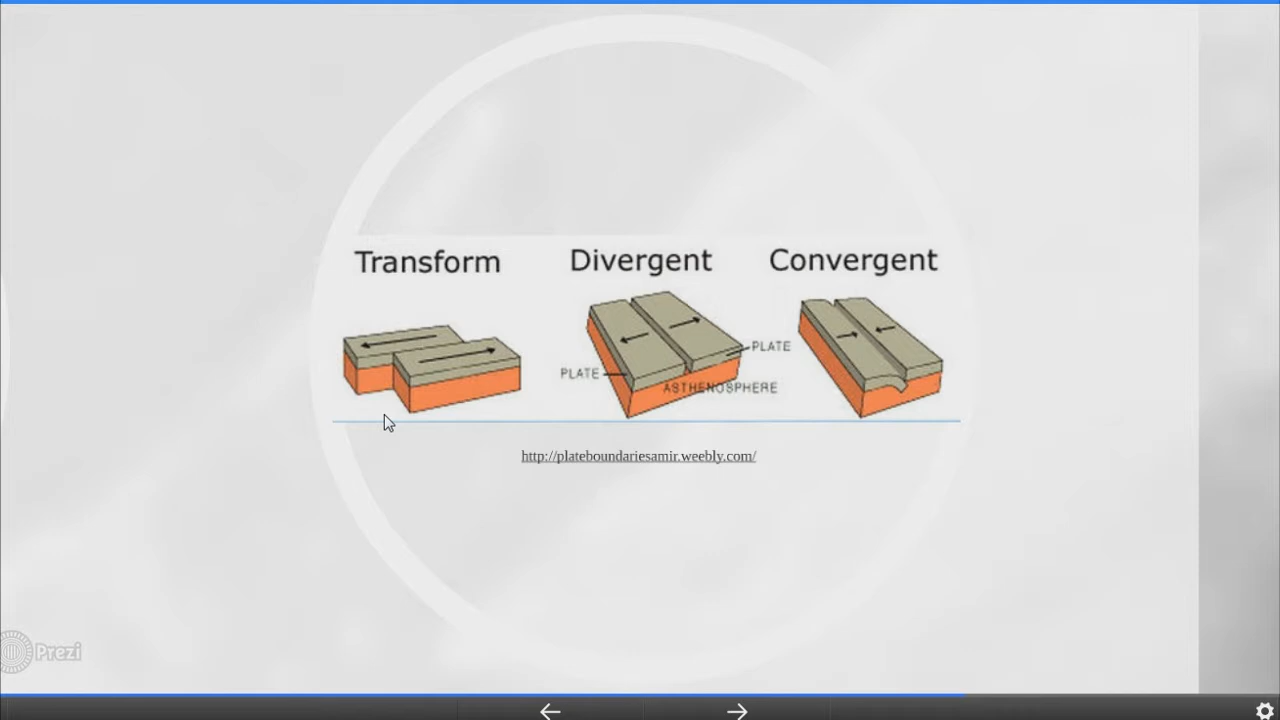 Transform Divergent Convergent
PLATE
PLATE
ASTHENOSPHERE
http://plateboundariesamir.weebly.com/
Prezi